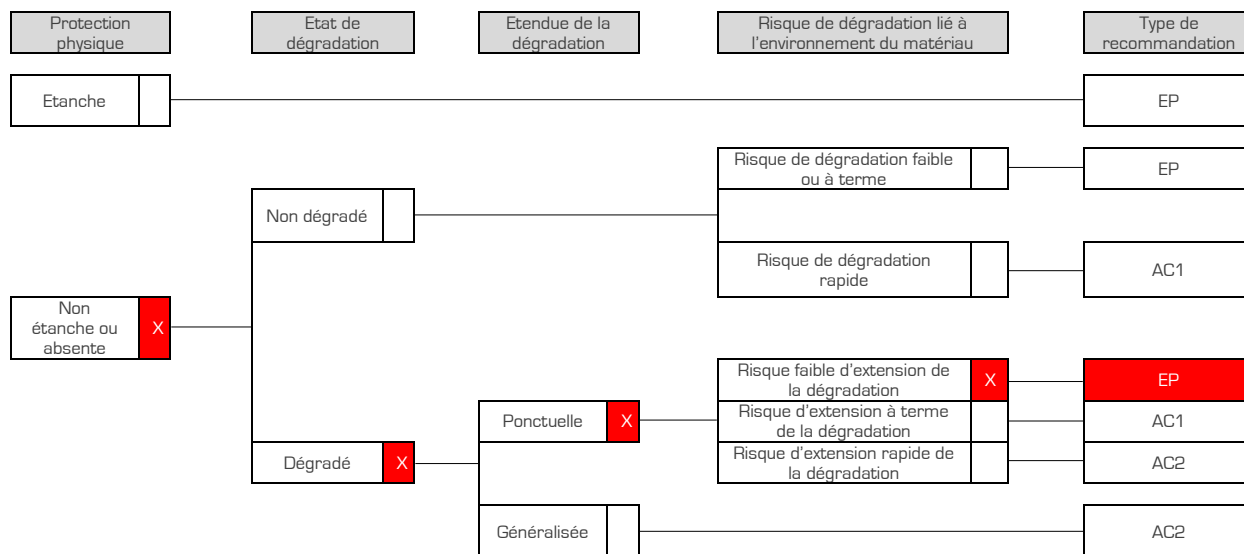 Protection
physique
Etat de
dégradation
Etendue de la
dégradation
Risque de dégradation lié à
l'environnement du matériau
Type de
recommandation
Etanche
EP
Risque de dégradation faible
ou à terme
EP
Non dégradé
Risque de dégradation
rapide
AC1
Non
étanche ou
absente
X
Risque faible d'extension de
la dégradation
X
EP
Ponctuelle
X
Risque d'extension à terme
de la dégradation
AC1
Dégradé
X
Risque d'extension rapide de
la dégradation
AC2
Généralisée
AC2